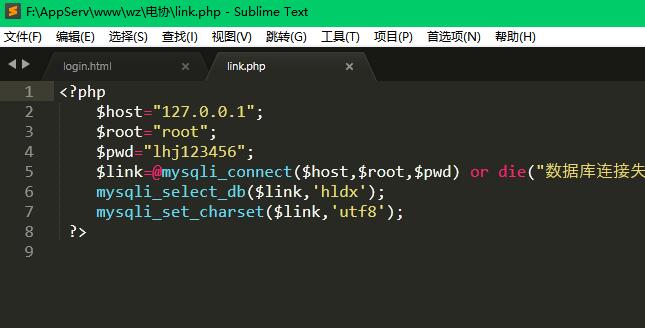 F:\AppServ\www\wz\电协\link.php - Sublime Text
文件(F) 编辑(E) 选择(S) 查找(I) 视图(V) 跳转(G) 工具(T) 项目(P) 首选项(N) 帮助(H)
login.html × link.php ×
1 <?php
2 $host="127.0.0.1";
3 $root="root";
4 $pwd="lhj123456";
5 $link=@mysqli_connect($host,$root,$pwd) or die("数据库连接失
6 mysqli_select_db($link,'hldx');
7 mysqli_set_charset($link,'utf8');
8 ?>
9